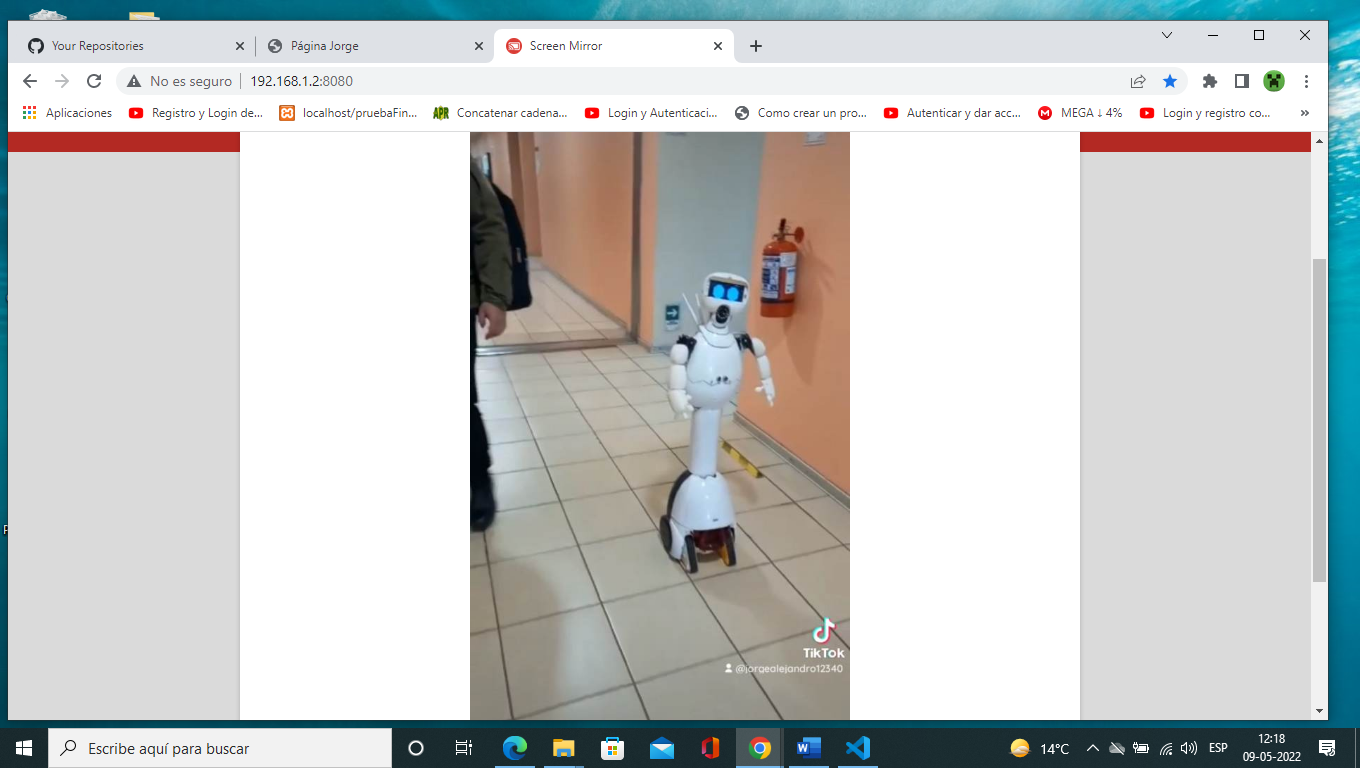 Your Repositories
Página Jorge
Screen Mirror
No es seguro
192.168.1.2:8080
Aplicaciones
Registro y Login de...
localhost/pruebaFin...
APR
Concatenar cadena...
Login y Autenticaci...
Como crear un pro...
Autenticar y dar acc...
MEGA ↓ 4%
Login y registro co...
»
TikTok
@jorgealejandro12340
Escribe aquí para buscar
14°C
ESP
12:18
09-05-2022